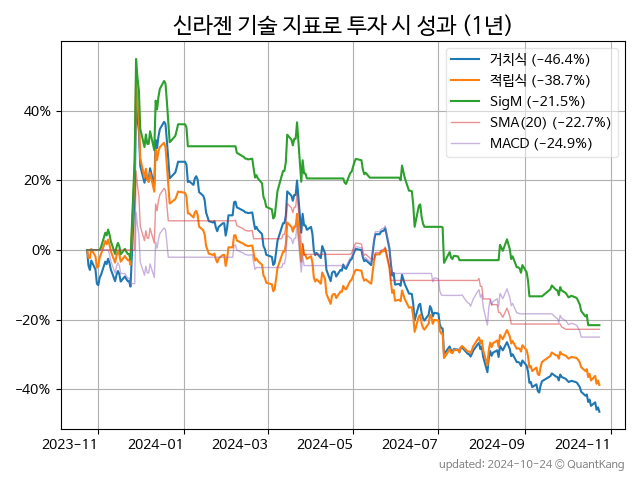 신라젠 기술 지표로 투자 시 성과 (1년)
거치식 (−46.4%)
적립식 (−38.7%)
SigM (−21.5%)
SMA(20) (−22.7%)
MACD (−24.9%)
40%
20%
0%
−20%
−40%
2023-11 2024-01 2024-03 2024-05 2024-07 2024-09 2024-11
updated: 2024-10-24 © QuantKang